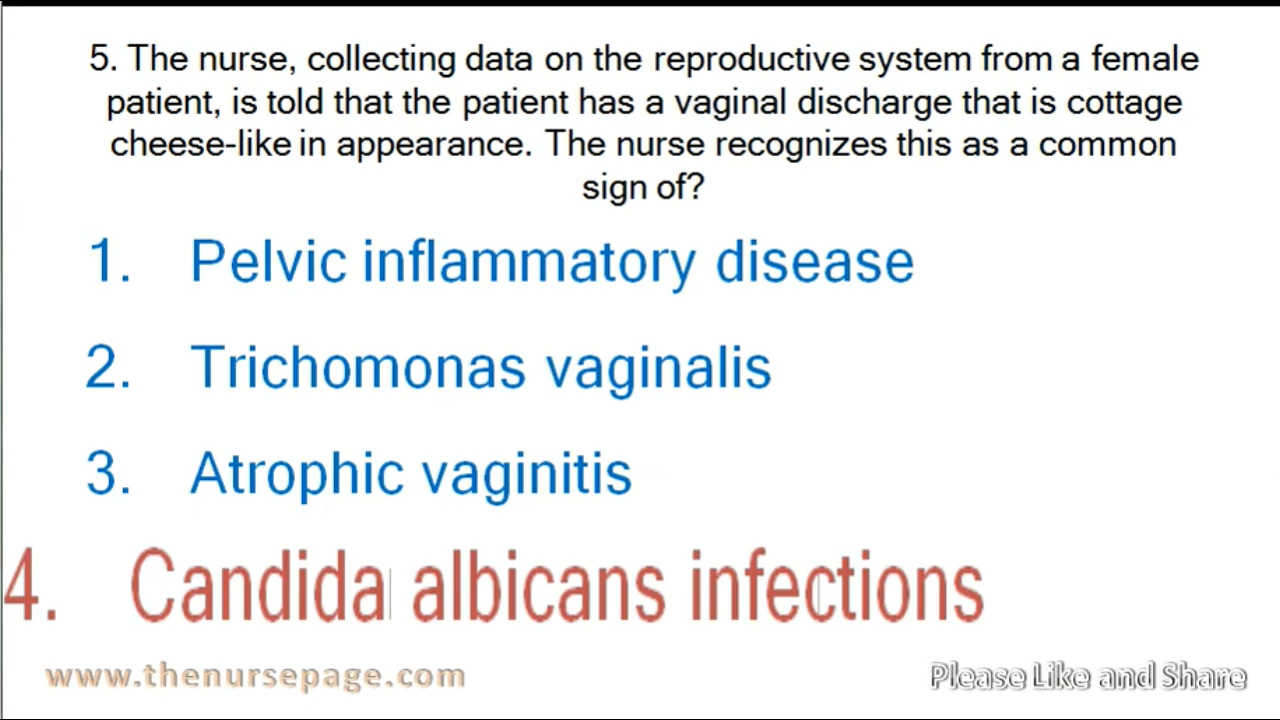 5. The nurse, collecting data on the reproductive system from a female
patient, is told that the patient has a vaginal discharge that is cottage
cheese-like in appearance. The nurse recognizes this as a common
sign of?
1. Pelvic inflammatory disease
2. Trichomonas vaginalis
3. Atrophic vaginitis
4. Candida albicans infections
www.thenursepage.com
Please Like and Share